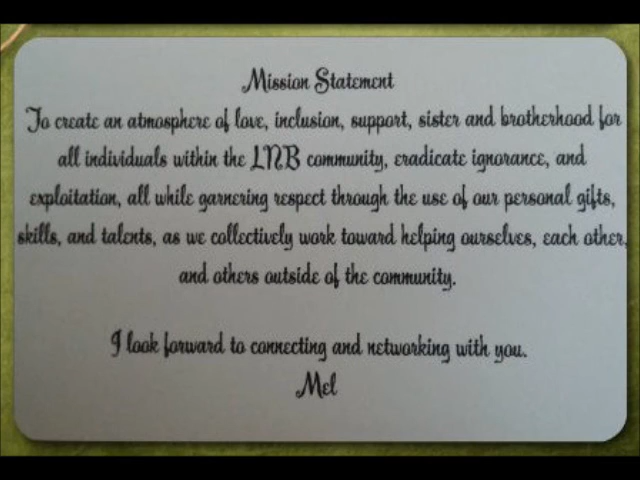 Mission Statement
To create an atmosphere of love, inclusion, support, sister and brotherhood for
all individuals within the LNB community, eradicate ignorance, and
exploitation, all while garnering respect through the use of our personal gifts,
skills, and talents, as we collectively work toward helping ourselves, each other,
and others outside of the community.
I look forward to connecting and networking with you.
Mel